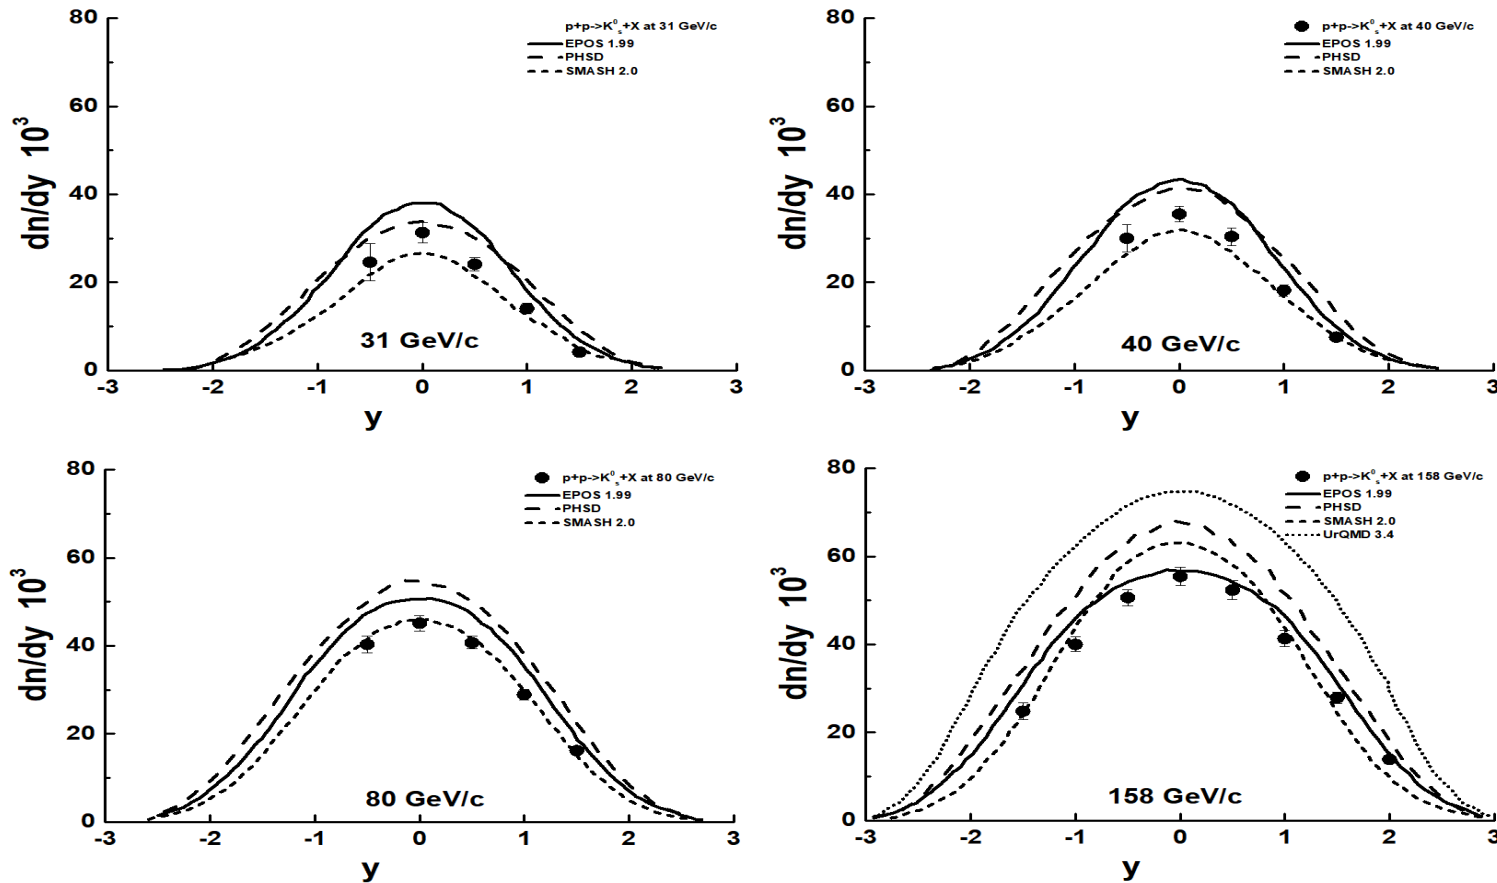 80
p+p->K⁰ₛ+X at 31 GeV/c
EPOS 1.99
PHSD
SMASH 2.0
60
dn/dy 10³
40
20
31 GeV/c
0
-3 -2 -1 0 1 2 3
y
80
p+p->K⁰ₛ+X at 40 GeV/c
EPOS 1.99
PHSD
SMASH 2.0
60
dn/dy 10³
40
20
40 GeV/c
0
-3 -2 -1 0 1 2 3
y
80
p+p->K⁰ₛ+X at 80 GeV/c
EPOS 1.99
PHSD
SMASH 2.0
60
dn/dy 10³
40
20
80 GeV/c
0
-3 -2 -1 0 1 2 3
y
80
p+p->K⁰ₛ+X at 158 GeV/c
EPOS 1.99
PHSD
SMASH 2.0
UrQMD 3.4
60
dn/dy 10³
40
20
158 GeV/c
0
-3 -2 -1 0 1 2 3
y